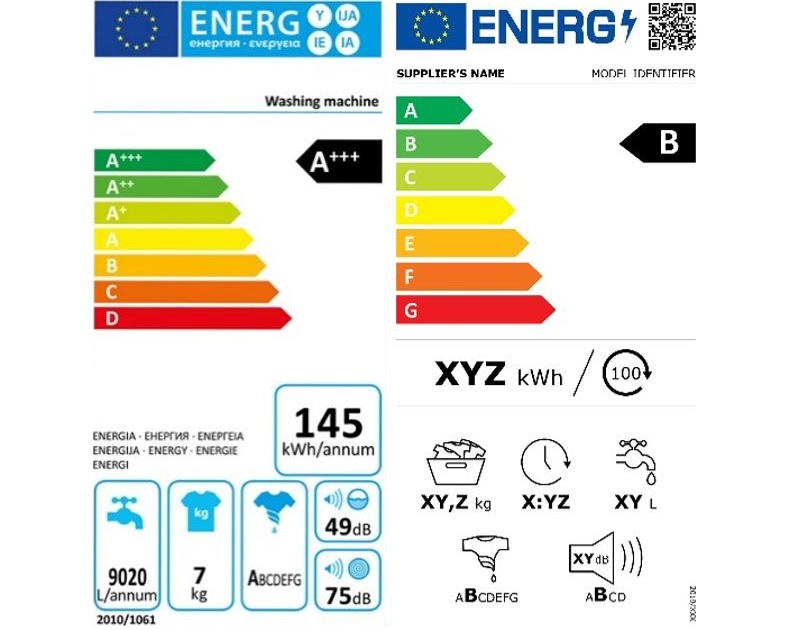 ENERG Y IJA
енергия · ενεργεια IE IA
Washing machine
A+++
A+++
A++
A+
A
B
C
D
145
kWh/annum
ENERGIA · ЕНЕРГИЯ · ΕΝΕΡΓΕΙΑ
ENERGIJA · ENERGY · ENERGIE
ENERGI
9020
L/annum
7
kg
kg
ABCDEFG
49dB
75dB
2010/1061
ENERG
SUPPLIER'S NAME MODEL IDENTIFIER
A
B
B
C
D
E
F
G
XYZ kWh / 100
XY,Z kg X:YZ XY L
XY dB
ABCDEFG ABCD